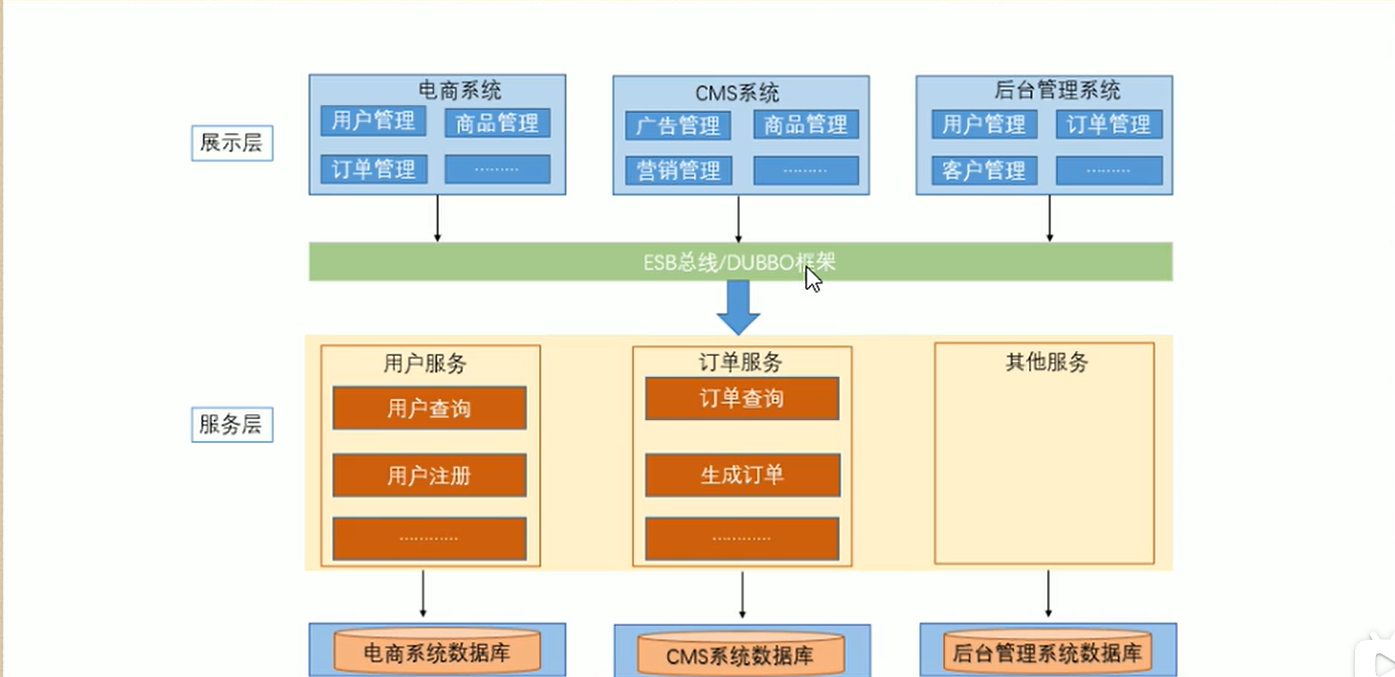 电商系统
用户管理
商品管理
订单管理
.........
CMS系统
广告管理
商品管理
营销管理
.........
后台管理系统
用户管理
订单管理
客户管理
.........
展示层
ESB总线/DUBBO框架
用户服务
用户查询
用户注册
............
订单服务
订单查询
生成订单
............
其他服务
服务层
电商系统数据库
CMS系统数据库
后台管理系统数据库